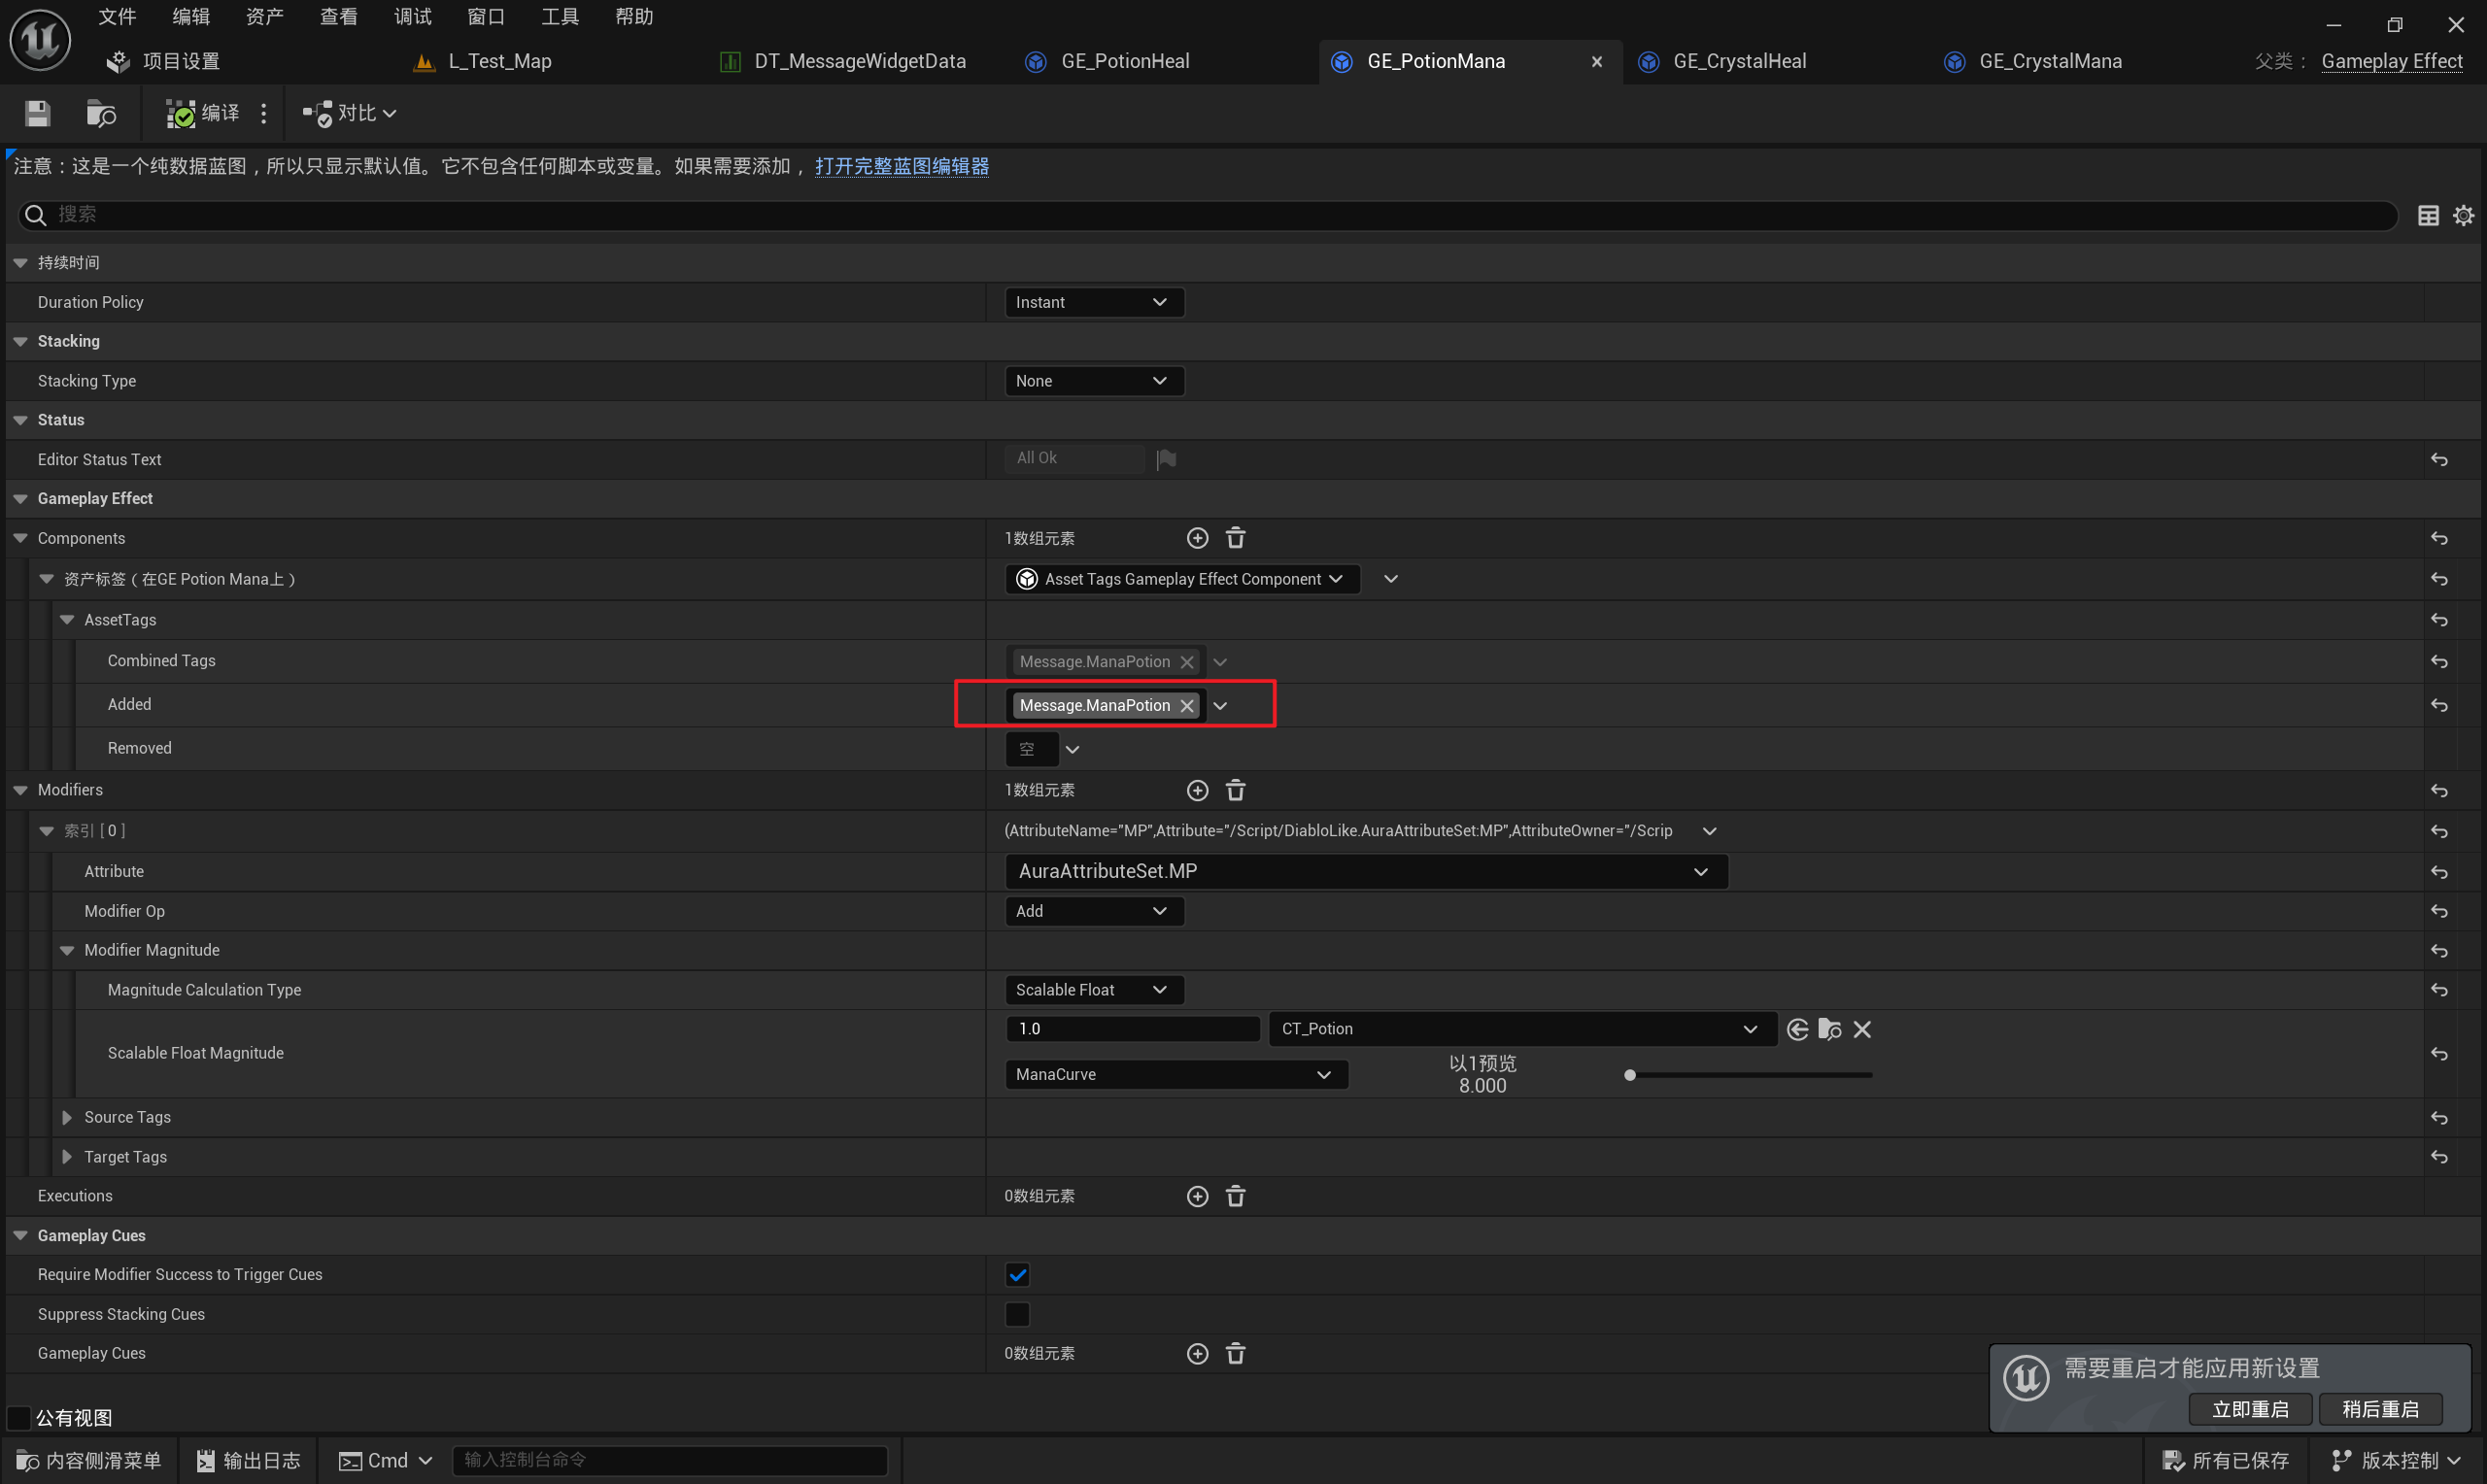 文件 编辑 资产 查看 调试 窗口 工具 帮助
项目设置 L_Test_Map DT_MessageWidgetData GE_PotionHeal GE_PotionMana GE_CrystalHeal GE_CrystalMana 父类： Gameplay Effect
编译 对比
注意：这是一个纯数据蓝图，所以只显示默认值。它不包含任何脚本或变量。如果需要添加， 打开完整蓝图编辑器
搜索
持续时间
Duration Policy Instant
Stacking
Stacking Type None
Status
Editor Status Text All Ok
Gameplay Effect
Components 1数组元素
资产标签（在GE Potion Mana上） Asset Tags Gameplay Effect Component
AssetTags
Combined Tags Message.ManaPotion
Added Message.ManaPotion
Removed 空
Modifiers 1数组元素
索引 [ 0 ] (AttributeName="MP",Attribute="/Script/DiabloLike.AuraAttributeSet:MP",AttributeOwner="/Scrip
Attribute AuraAttributeSet.MP
Modifier Op Add
Modifier Magnitude
Magnitude Calculation Type Scalable Float
Scalable Float Magnitude 1.0 CT_Potion
ManaCurve 以1预览
8.000
Source Tags
Target Tags
Executions 0数组元素
Gameplay Cues
Require Modifier Success to Trigger Cues
Suppress Stacking Cues
Gameplay Cues 0数组元素
需要重启才能应用新设置
立即重启 稍后重启
公有视图
内容侧滑菜单 输出日志 Cmd 输入控制台命令 所有已保存 版本控制